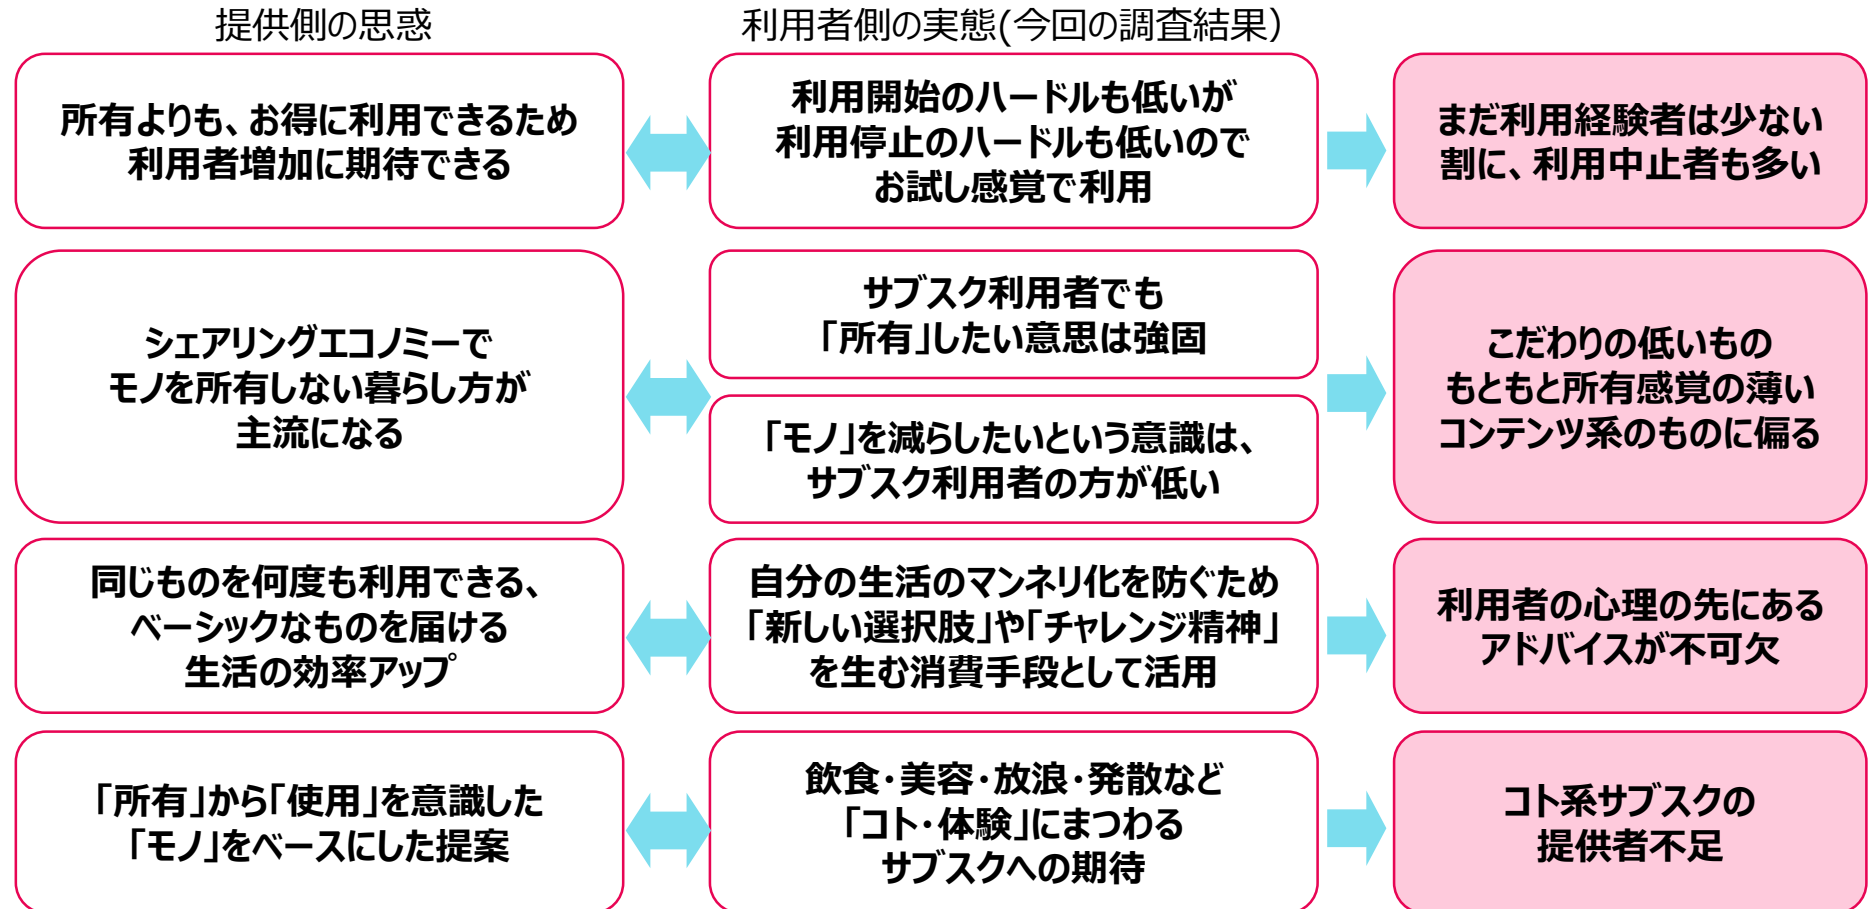 提供側の思惑
利用者側の実態(今回の調査結果)
所有よりも、お得に利用できるため
利用者増加に期待できる
利用開始のハードルも低いが
利用停止のハードルも低いので
お試し感覚で利用
まだ利用経験者は少ない
割に、利用中止者も多い
シェアリングエコノミーで
モノを所有しない暮らし方が
主流になる
サブスク利用者でも
「所有」したい意思は強固
「モノ」を減らしたいという意識は、
サブスク利用者の方が低い
こだわりの低いもの
もともと所有感覚の薄い
コンテンツ系のものに偏る
同じものを何度も利用できる、
ベーシックなものを届ける
生活の効率アップ
自分の生活のマンネリ化を防ぐため
「新しい選択肢」や「チャレンジ精神」
を生む消費手段として活用
利用者の心理の先にある
アドバイスが不可欠
「所有」から「使用」を意識した
「モノ」をベースにした提案
飲食・美容・放浪・発散など
「コト・体験」にまつわる
サブスクへの期待
コト系サブスクの
提供者不足